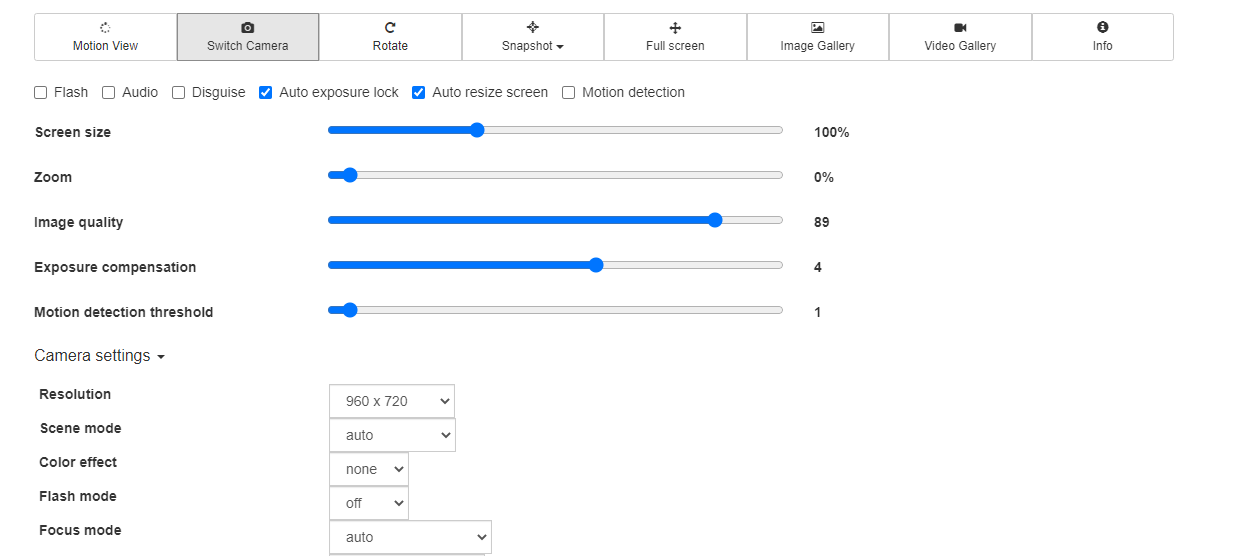 Motion View Switch Camera Rotate Snapshot Full screen Image Gallery Video Gallery Info
Flash Audio Disguise Auto exposure lock Auto resize screen Motion detection
Screen size 100%
Zoom 0%
Image quality 89
Exposure compensation 4
Motion detection threshold 1
Camera settings
Resolution 960 x 720
Scene mode auto
Color effect none
Flash mode off
Focus mode auto